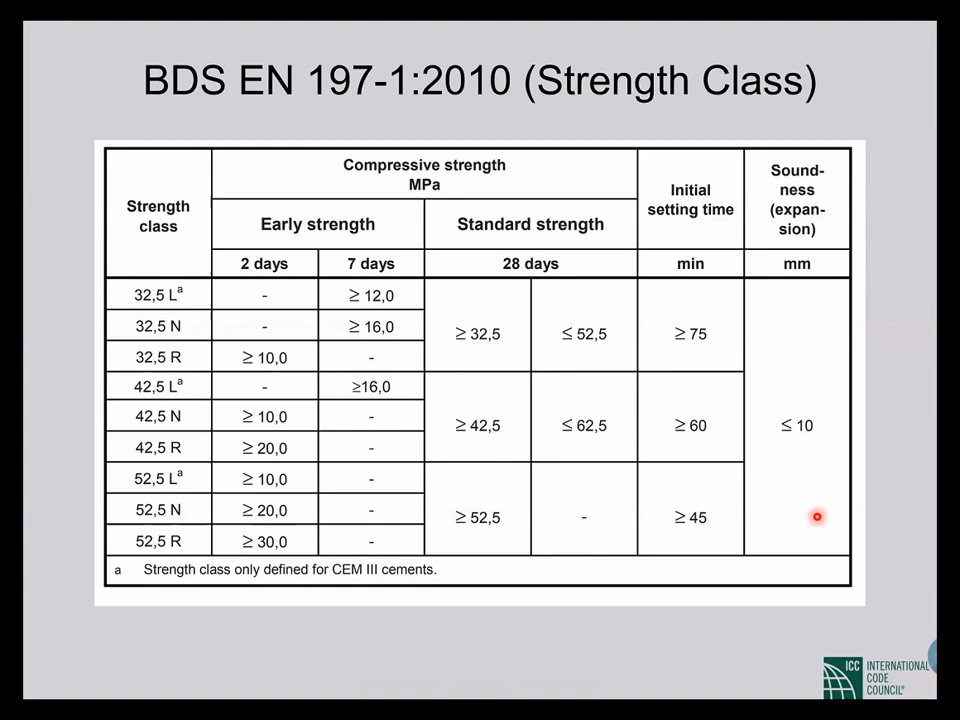 BDS EN 197-1:2010 (Strength Class)
Strength class
Compressive strength MPa
Initial setting time
Sound-ness (expan-sion)
Early strength
Standard strength
2 days
7 days
28 days
min
mm
32,5 Lª - ≥ 12,0
32,5 N - ≥ 16,0
32,5 R ≥ 10,0 -
≥ 32,5 ≤ 52,5 ≥ 75
42,5 Lª - ≥16,0
42,5 N ≥ 10,0 -
42,5 R ≥ 20,0 -
≥ 42,5 ≤ 62,5 ≥ 60
≤ 10
52,5 Lª ≥ 10,0 -
52,5 N ≥ 20,0 -
52,5 R ≥ 30,0 -
≥ 52,5 - ≥ 45
a Strength class only defined for CEM III cements.
ICC
INTERNATIONAL
CODE
COUNCIL®